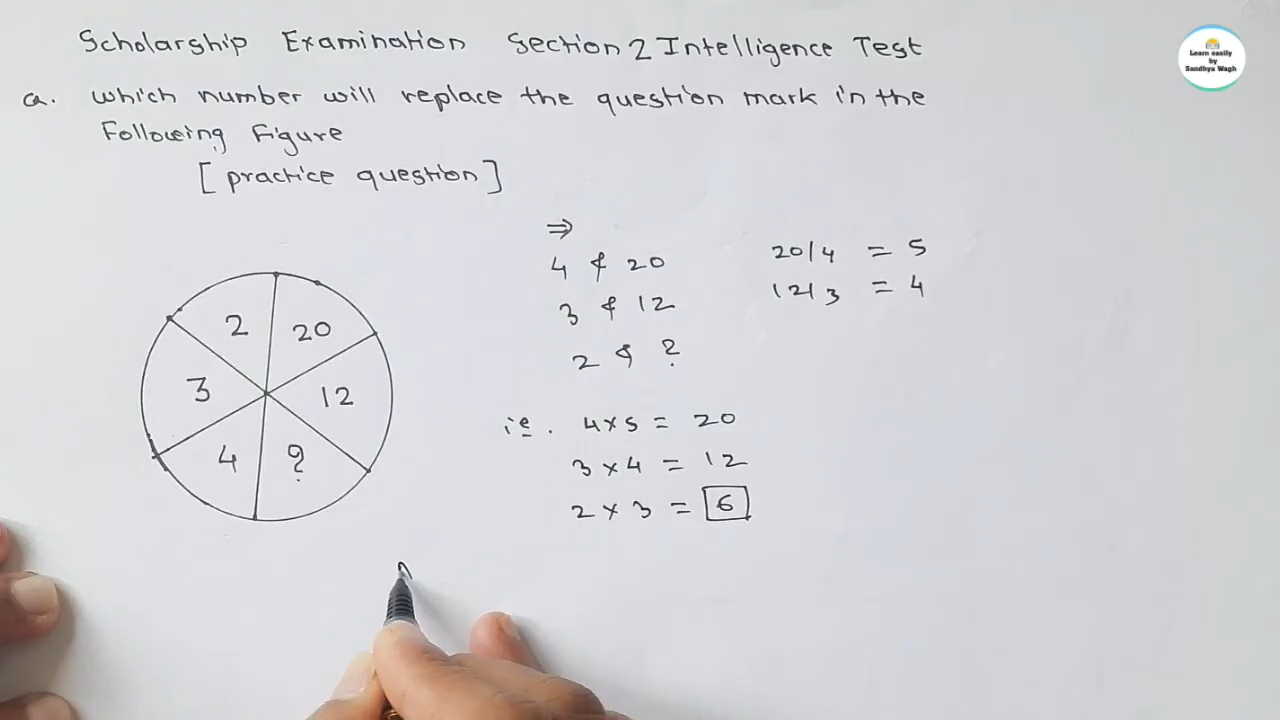 Scholarship Examination Section 2 Intelligence Test
Learn easily
by
Sandhya Wagh
Q. Which number will replace the question mark in the
Following Figure
[practice question]
⇒
4 & 20
20/4 = 5
3 & 12
12/3 = 4
2 & ?
2
20
3
12
4
?
ie. 4 × 5 = 20
3 × 4 = 12
2 × 3 = 6